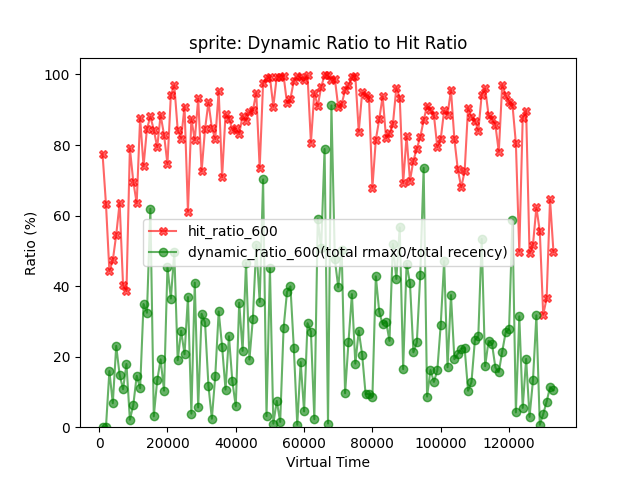 sprite: Dynamic Ratio to Hit Ratio
100
80
60
40
20
0
Ratio (%)
hit_ratio_600
dynamic_ratio_600(total rmax0/total recency)
0
20000
40000
60000
80000
100000
120000
Virtual Time